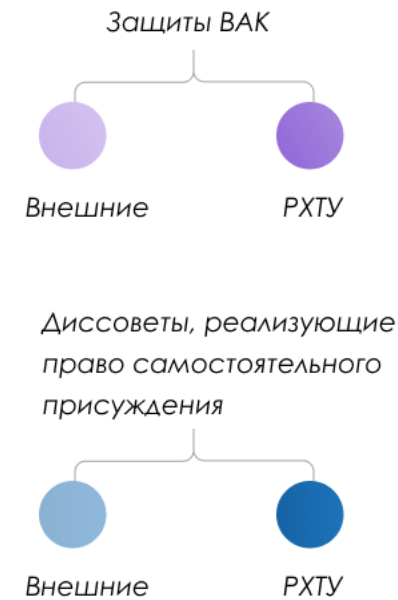 Защиты ВАК
Внешние
РХТУ
Диссоветы, реализующие
право самостоятельного
присуждения
Внешние
РХТУ